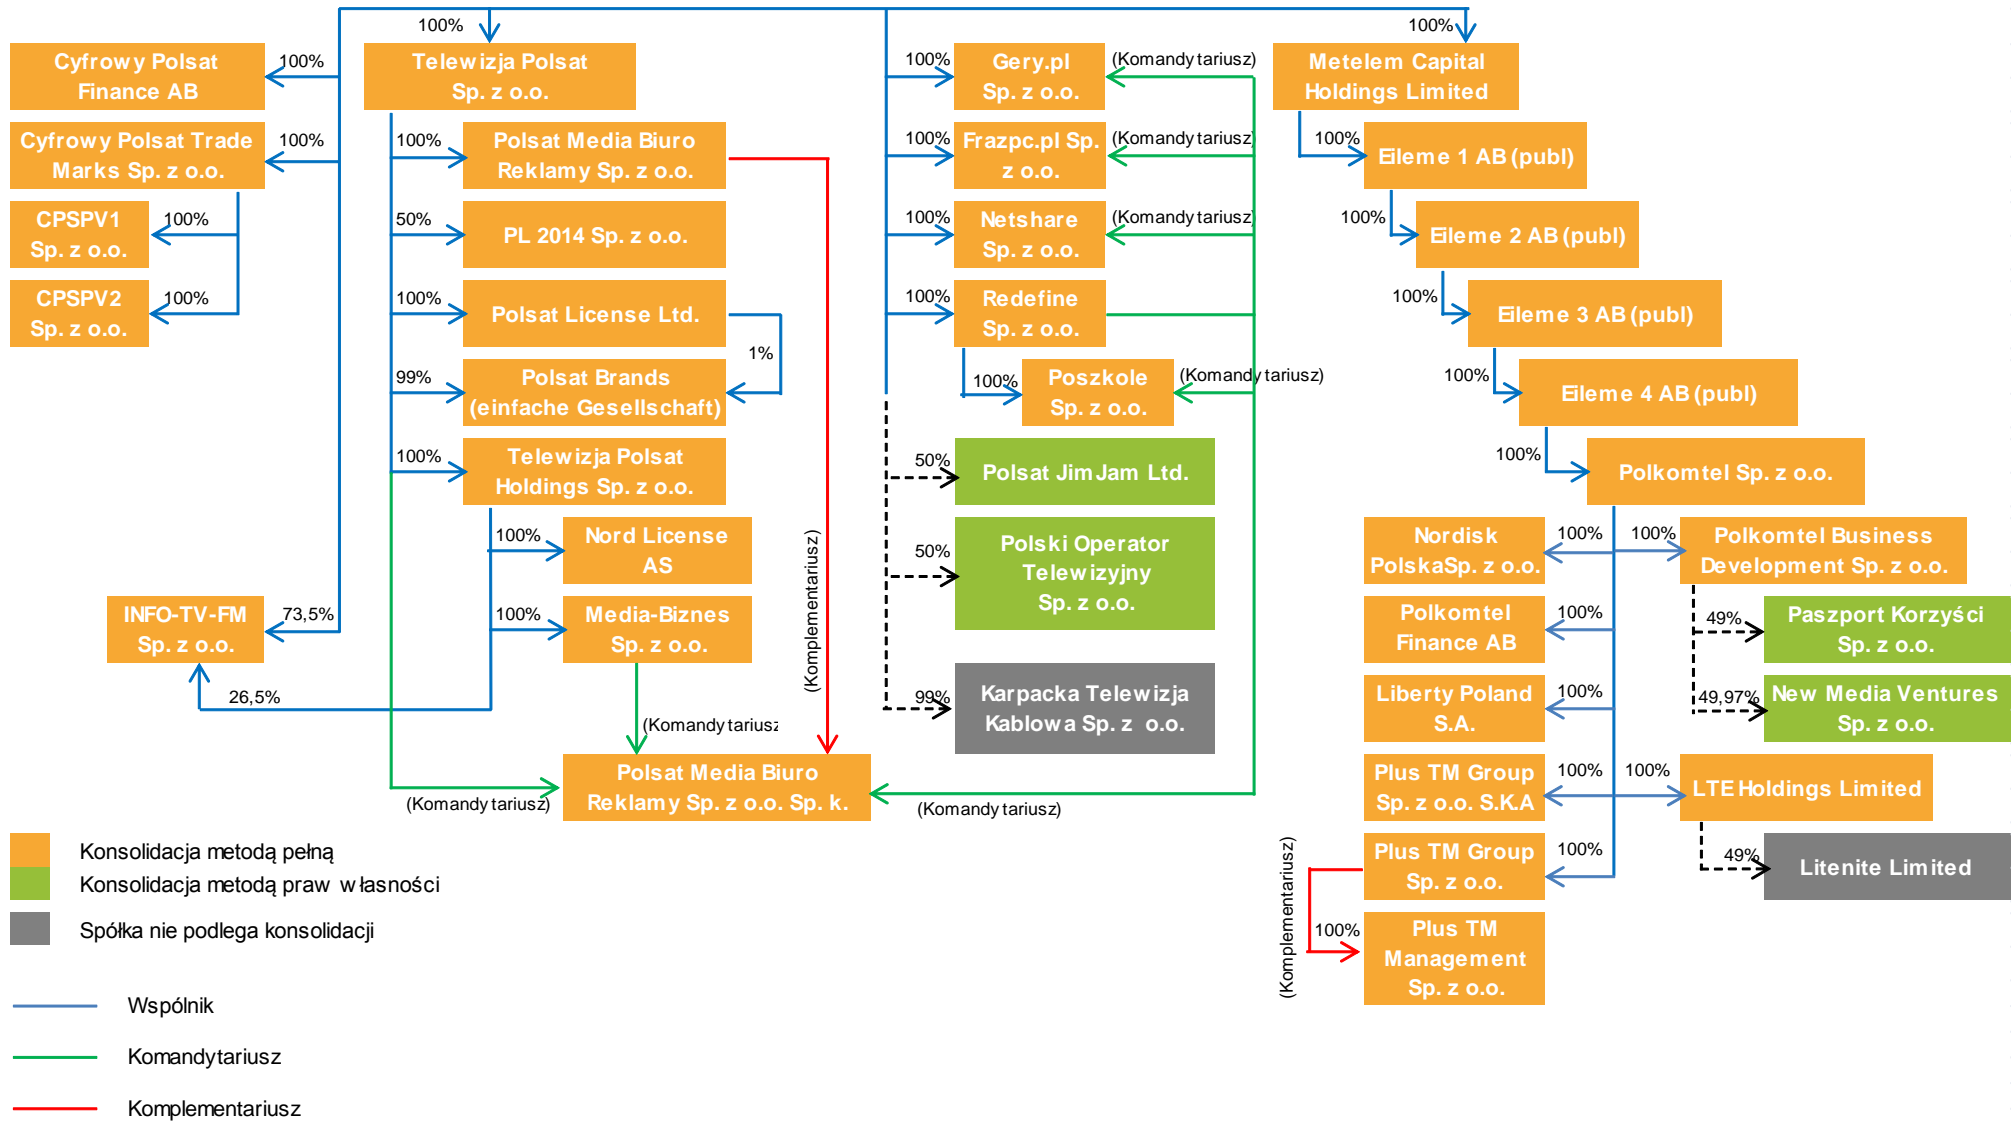 100%
100%
Cyfrowy Polsat
Finance AB
100%
Telewizja Polsat
Sp. z o.o.
100%
Gery.pl
Sp. z o.o.
(Komandytariusz)
Metelem Capital
Holdings Limited
Cyfrowy Polsat Trade
Marks Sp. z o.o.
100%
100%
Polsat Media Biuro
Reklamy Sp. z o.o.
100%
Frazpc.pl Sp.
z o.o.
(Komandytariusz)
100%
Eileme 1 AB (publ)
CPSPV1
Sp. z o.o.
100%
50%
PL 2014 Sp. z o.o.
100%
Netshare
Sp. z o.o.
(Komandytariusz)
100%
Eileme 2 AB (publ)
CPSPV2
Sp. z o.o.
100%
100%
Polsat License Ltd.
100%
Redefine
Sp. z o.o.
100%
Eileme 3 AB (publ)
1%
99%
Polsat Brands
(einfache Gesellschaft)
100%
Poszkole
Sp. z o.o.
(Komandytariusz)
100%
Eileme 4 AB (publ)
100%
Telewizja Polsat
Holdings Sp. z o.o.
50%
Polsat JimJam Ltd.
100%
Polkomtel Sp. z o.o.
100%
Nord License
AS
(Komplementariusz)
50%
Polski Operator
Telewizyjny
Sp. z o.o.
Nordisk
PolskaSp. z o.o.
100%
100%
Polkomtel Business
Development Sp. z o.o.
INFO-TV-FM
Sp. z o.o.
73,5%
100%
Media-Biznes
Sp. z o.o.
Polkomtel
Finance AB
100%
49%
Paszport Korzyści
Sp. z o.o.
26,5%
(Komandytariusz
99%
Karpacka Telewizja
Kablowa Sp. z o.o.
Liberty Poland
S.A.
100%
49,97%
New Media Ventures
Sp. z o.o.
(Komandytariusz)
Polsat Media Biuro
Reklamy Sp. z o.o. Sp. k.
(Komandytariusz)
Plus TM Group
Sp. z o.o. S.K.A
100%
100%
LTE Holdings Limited
Plus TM Group
Sp. z o.o.
100%
49%
Litenite Limited
(Komplementariusz)
100%
Plus TM
Management
Sp. z o.o.
Konsolidacja metodą pełną
Konsolidacja metodą praw własności
Spółka nie podlega konsolidacji
Wspólnik
Komandytariusz
Komplementariusz